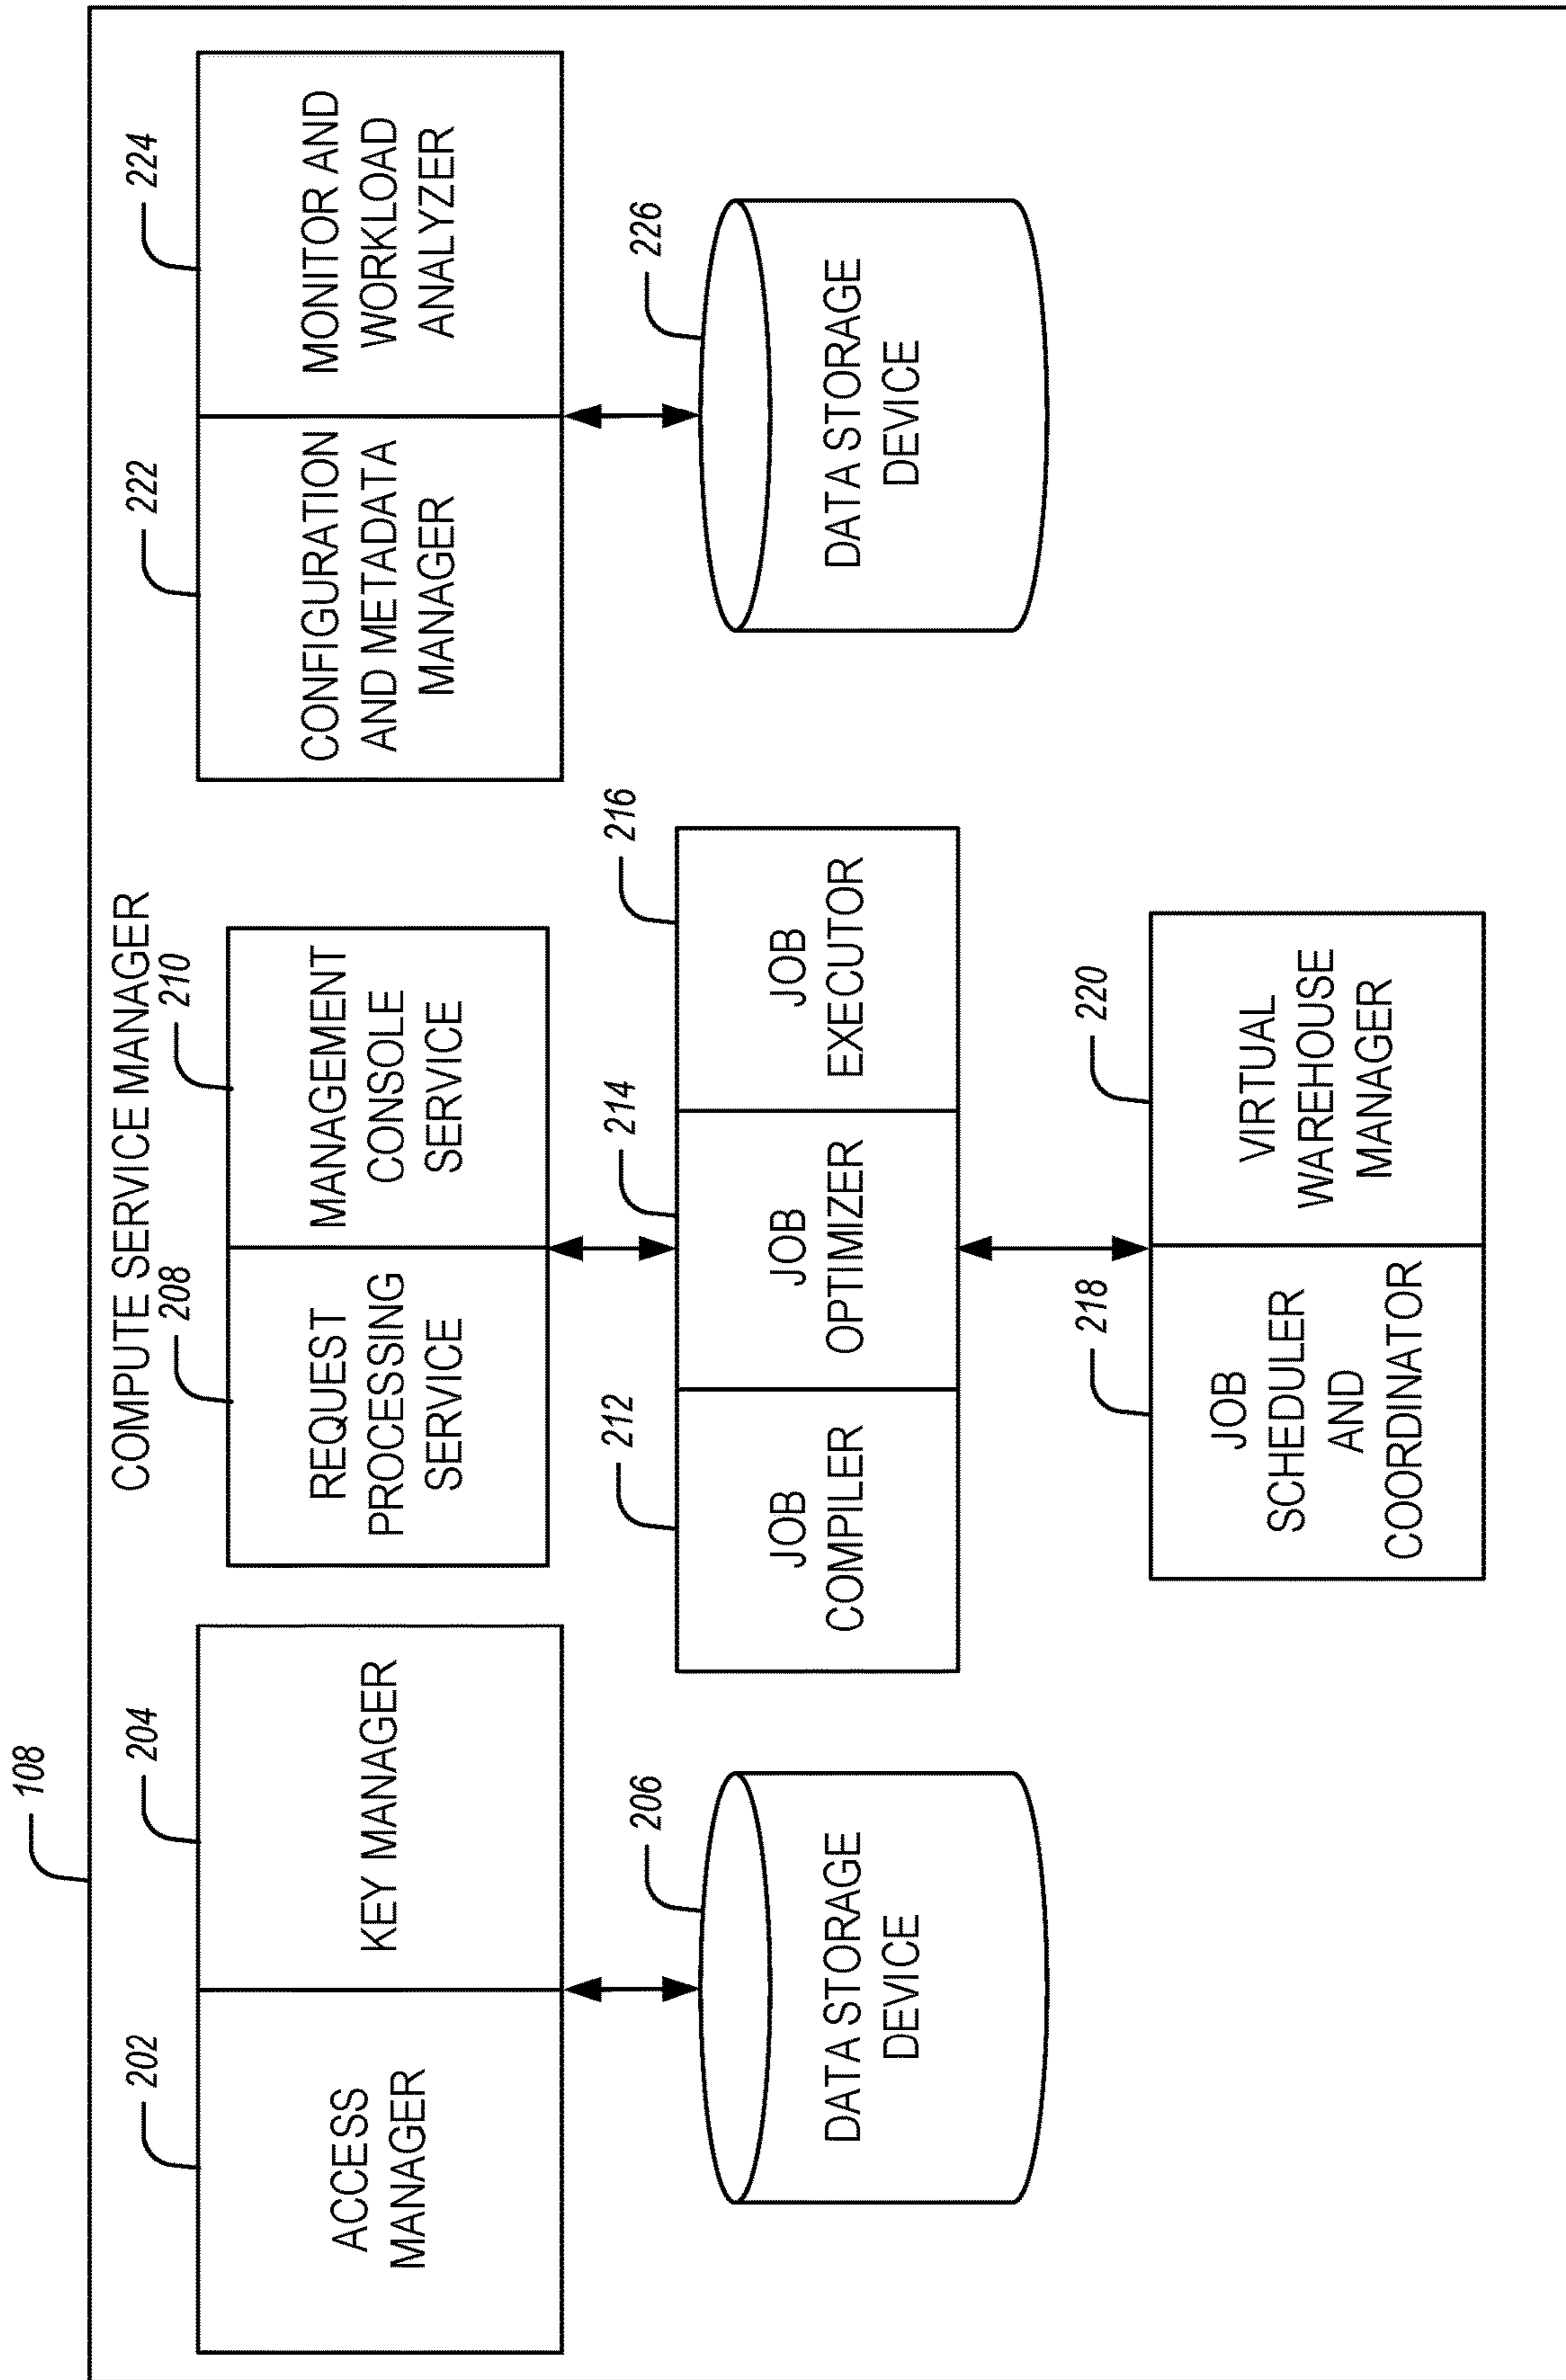 108
COMPUTE SERVICE MANAGER
202
204
208
210
222
224
ACCESS
MANAGER
KEY MANAGER
REQUEST
PROCESSING
SERVICE
MANAGEMENT
CONSOLE
SERVICE
CONFIGURATION
AND METADATA
MANAGER
MONITOR AND
WORKLOAD
ANALYZER
206
DATA STORAGE
DEVICE
212
214
216
JOB
COMPILER
JOB
OPTIMIZER
JOB
EXECUTOR
226
DATA STORAGE
DEVICE
218
220
JOB
SCHEDULER
AND
COORDINATOR
VIRTUAL
WAREHOUSE
MANAGER